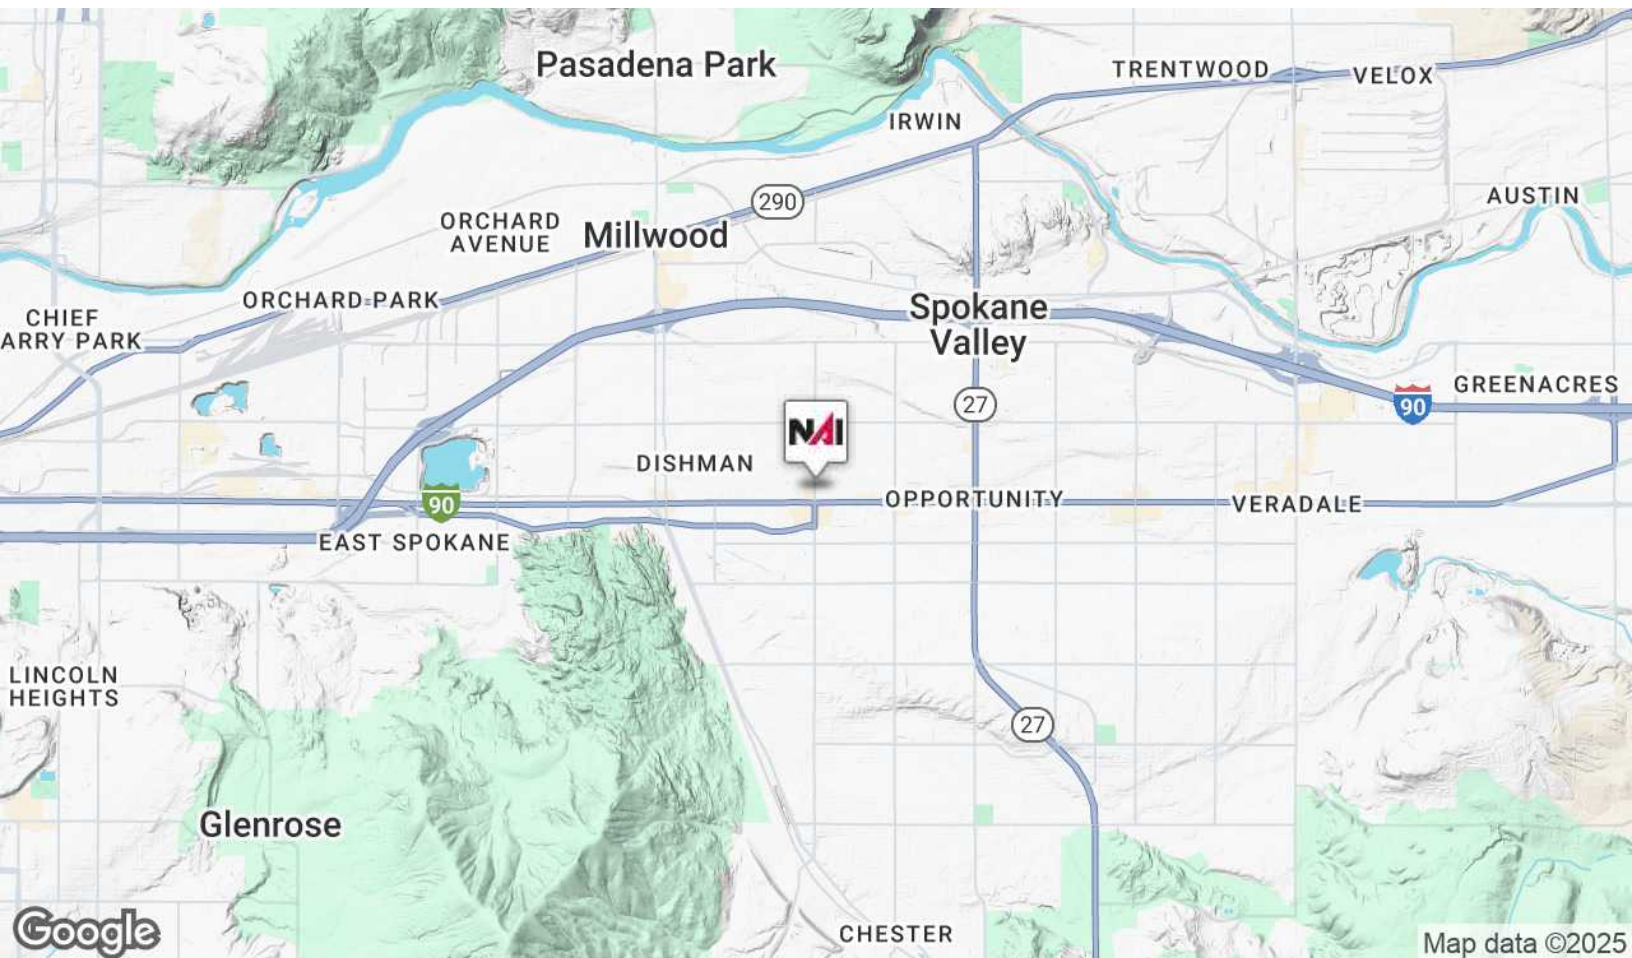 Pasadena Park
TRENTWOOD
VELOX
IRWIN
AUSTIN
290
ORCHARD
AVENUE
Millwood
ORCHARD PARK
CHIEF
ARRY PARK
Spokane
Valley
GREENACRES
27
90
NAI
DISHMAN
90
OPPORTUNITY
VERADALE
EAST SPOKANE
LINCOLN
HEIGHTS
27
Glenrose
CHESTER
Google
Map data ©2025